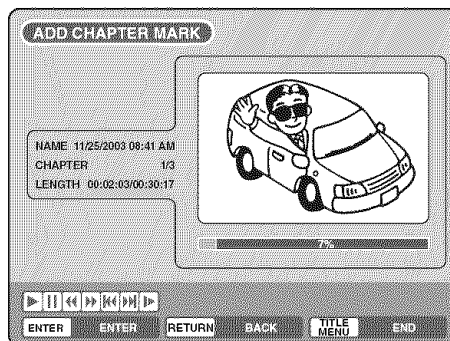 ADD CHAPTER MARK
NAME 11/25/2003 08:41 AM
CHAPTER 1/3
LENGTH 00:02:03/00:30:17
7%
ENTER ENTER RETURN BACK TITLE MENU END